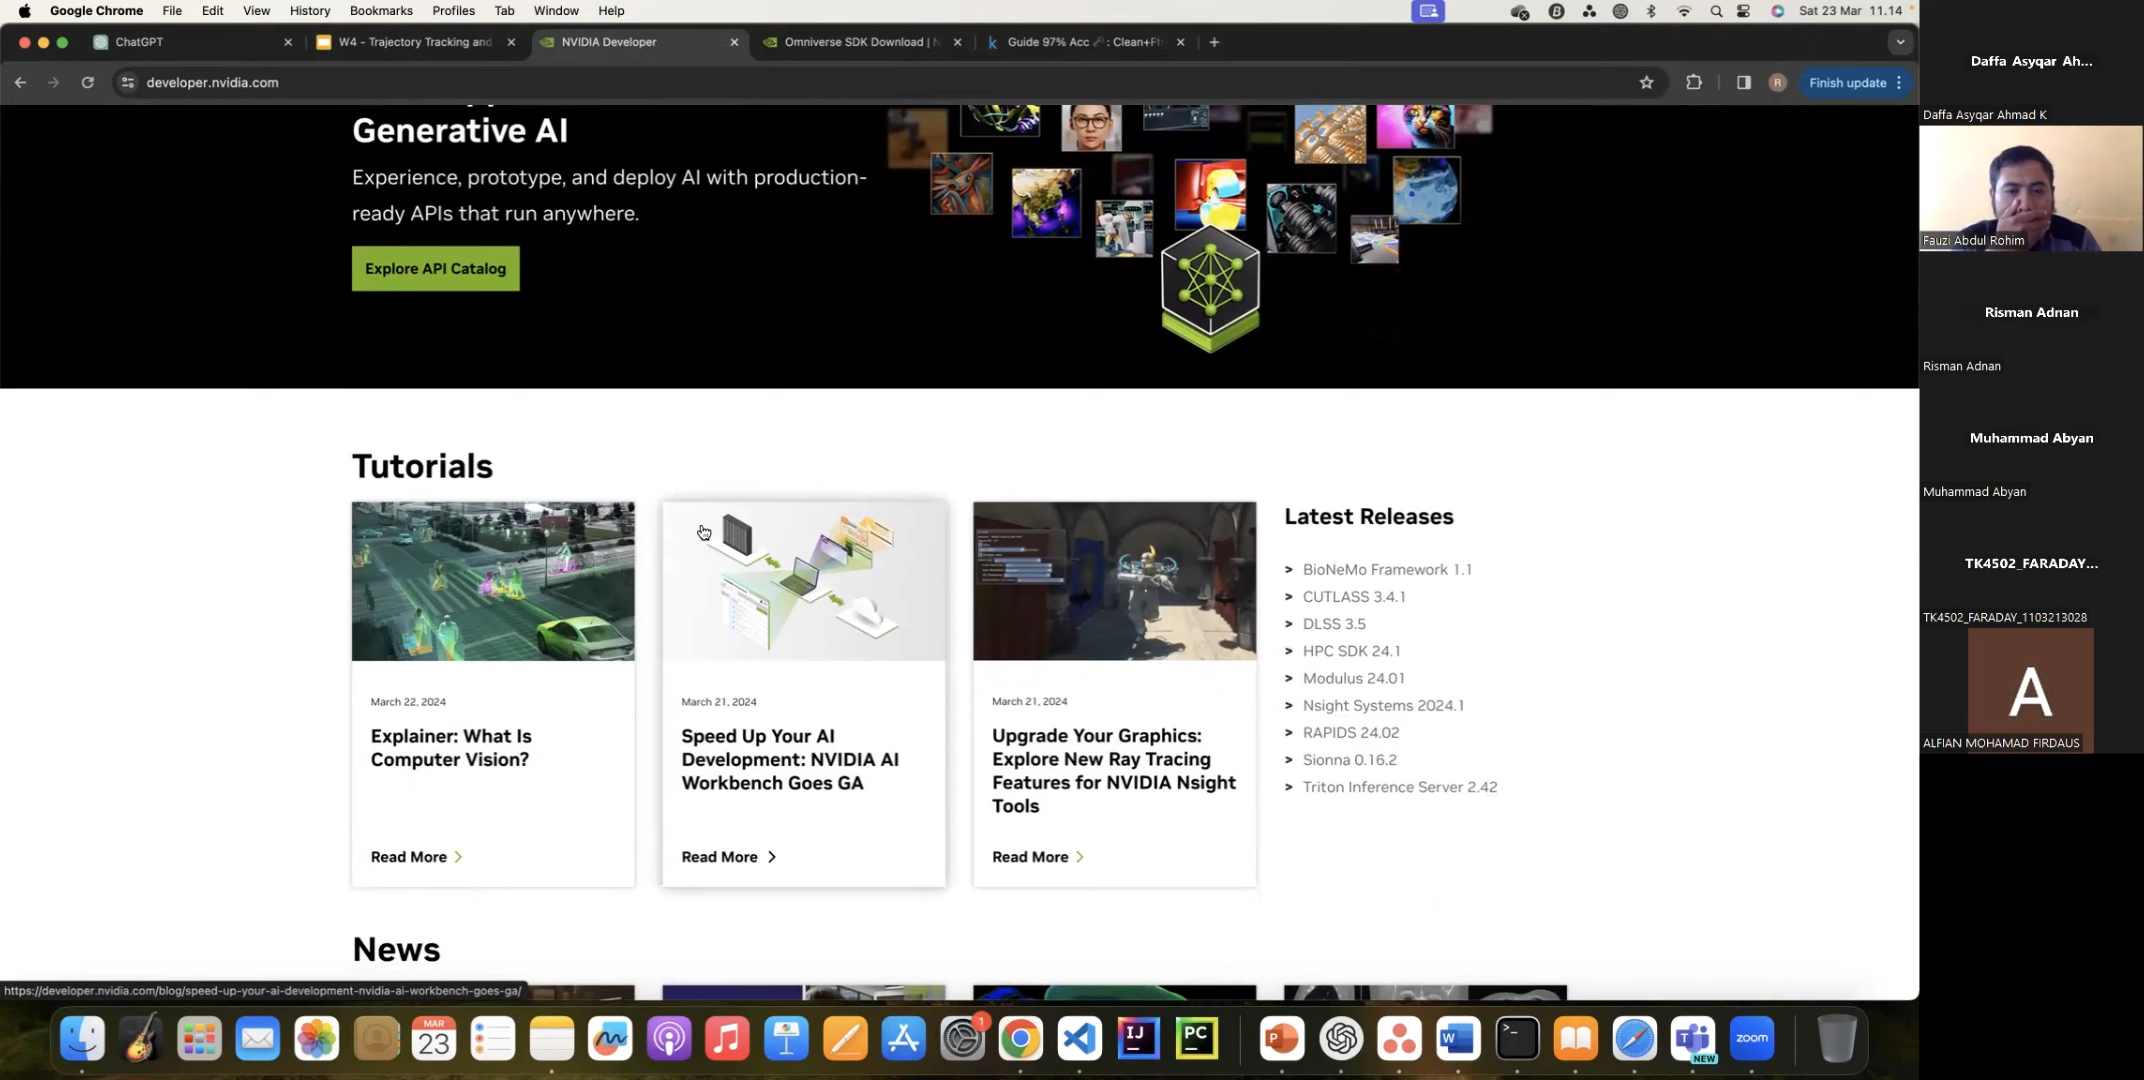 Google Chrome File Edit View History Bookmarks Profiles Tab Window Help Sat 23 Mar 11.14
ChatGPT W4 - Trajectory Tracking and NVIDIA Developer Omniverse SDK Download | N Guide 97% Acc : Clean+Ft
developer.nvidia.com R Finish update
Generative AI
Experience, prototype, and deploy AI with production-
ready APIs that run anywhere.
Explore API Catalog
Tutorials
March 22, 2024
Explainer: What Is
Computer Vision?
Read More
March 21, 2024
Speed Up Your AI
Development: NVIDIA AI
Workbench Goes GA
Read More
March 21, 2024
Upgrade Your Graphics:
Explore New Ray Tracing
Features for NVIDIA Nsight
Tools
Read More
Latest Releases
> BioNeMo Framework 1.1
> CUTLASS 3.4.1
> DLSS 3.5
> HPC SDK 24.1
> Modulus 24.01
> Nsight Systems 2024.1
> RAPIDS 24.02
> Sionna 0.16.2
> Triton Inference Server 2.42
News
https://developer.nvidia.com/blog/speed-up-your-ai-development-nvidia-ai-workbench-goes-ga/
MAR
23
1
IJ
PC
P
W
>_
NEW
zoom
Daffa Asyqar Ah...
Daffa Asyqar Ahmad K
Fauzi Abdul Rohim
Risman Adnan
Risman Adnan
Muhammad Abyan
Muhammad Abyan
TK4502_FARADAY...
TK4502_FARADAY_1103213028
A
ALFIAN MOHAMAD FIRDAUS